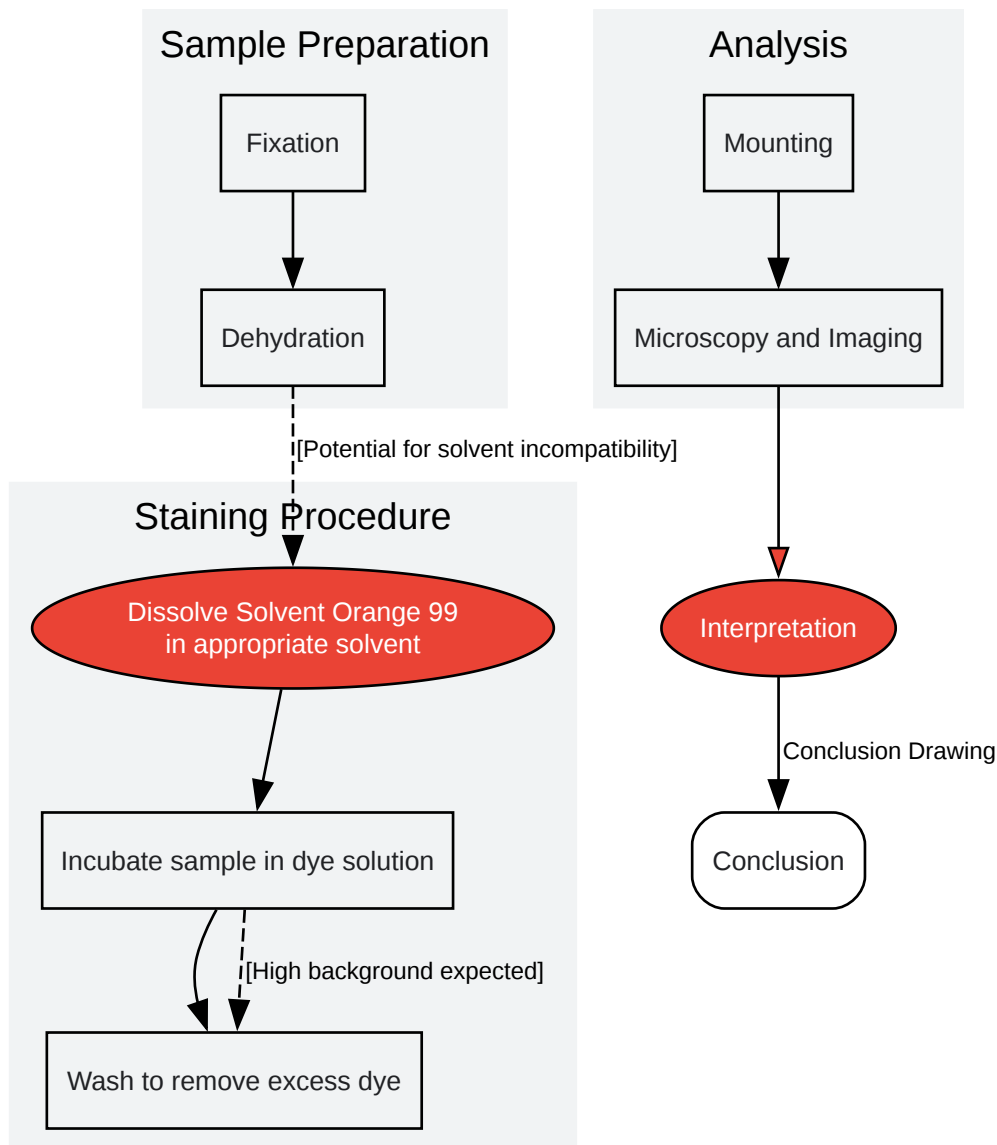 Sample Preparation
Fixation
Dehydration
[Potential for solvent incompatibility]
Staining Procedure
Dissolve Solvent Orange 99
in appropriate solvent
Incubate sample in dye solution
[High background expected]
Wash to remove excess dye
Analysis
Mounting
Microscopy and Imaging
Interpretation
Conclusion Drawing
Conclusion